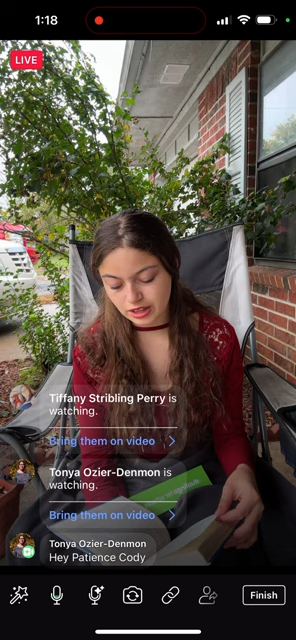 1:18
LIVE
Tiffany Stribling Perry is
watching.
Bring them on video
Tonya Ozier-Denmon is
watching.
Bring them on video
Tonya Ozier-Denmon
Hey Patience Cody
Finish